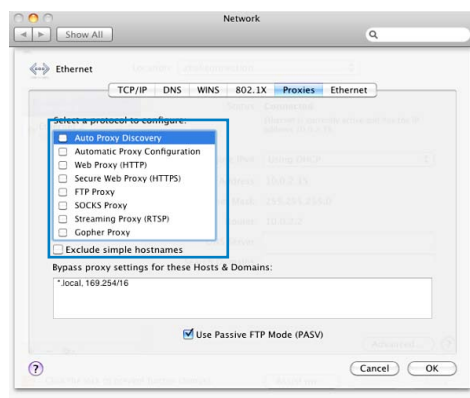 Network
Show All
Ethernet
TCP/IP DNS WINS 802.1X Proxies Ethernet
Select a protocol to configure:
Auto Proxy Discovery
Automatic Proxy Configuration
Web Proxy (HTTP)
Secure Web Proxy (HTTPS)
FTP Proxy
SOCKS Proxy
Streaming Proxy (RTSP)
Gopher Proxy
Exclude simple hostnames
Bypass proxy settings for these Hosts & Domains:
*.local, 169.254/16
Use Passive FTP Mode (PASV)
Advanced...
?
Cancel OK